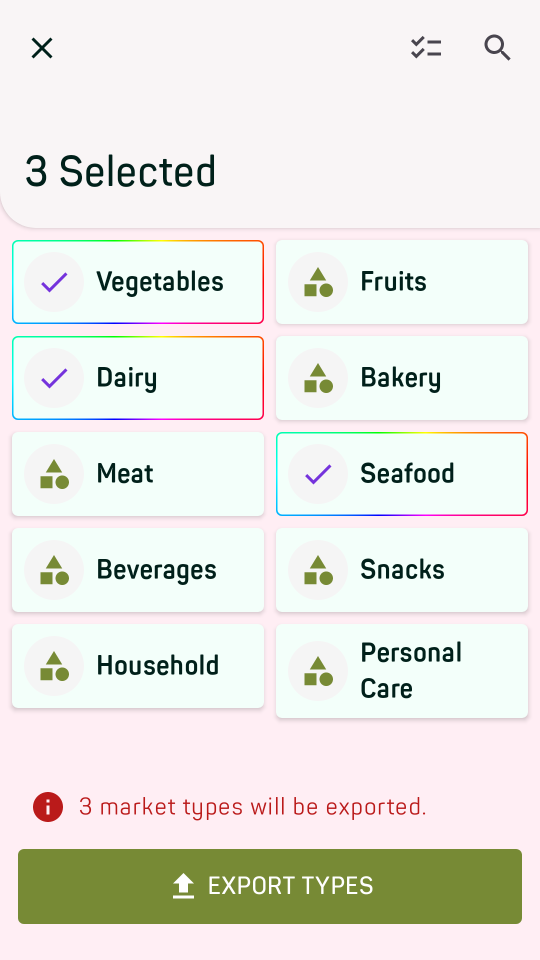 3 Selected
Vegetables
Fruits
Dairy
Bakery
Meat
Seafood
Beverages
Snacks
Household
Personal
Care
3 market types will be exported.
EXPORT TYPES